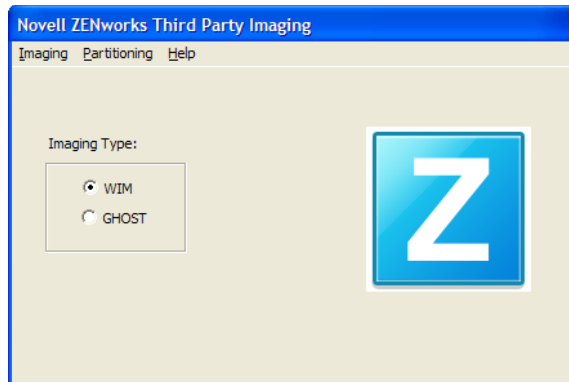 Novell ZENworks Third Party Imaging
Imaging Partitioning Help
Imaging Type:
WIM
GHOST
Z